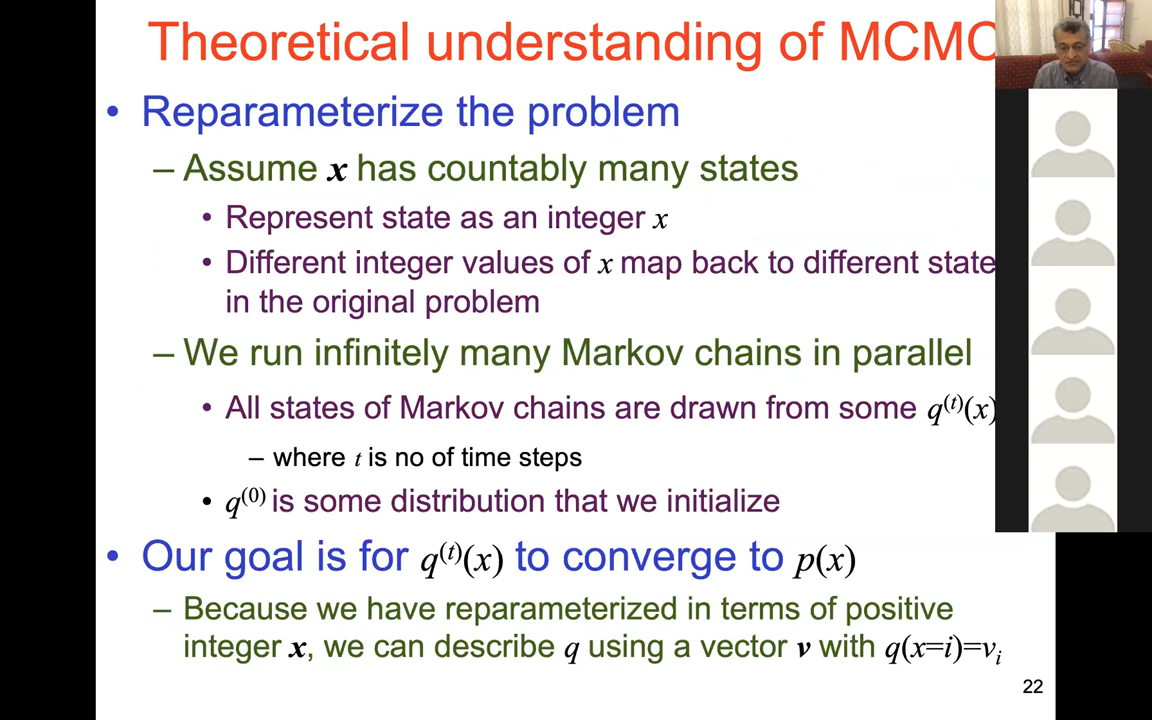 Theoretical understanding of MCMC
• Reparameterize the problem
– Assume x has countably many states
• Represent state as an integer x
• Different integer values of x map back to different state
in the original problem
– We run infinitely many Markov chains in parallel
• All states of Markov chains are drawn from some q⁽ᵗ⁾(x)
– where t is no of time steps
• q⁽⁰⁾ is some distribution that we initialize
• Our goal is for q⁽ᵗ⁾(x) to converge to p(x)
– Because we have reparameterized in terms of positive
integer x, we can describe q using a vector v with q(x=i)=vᵢ
22